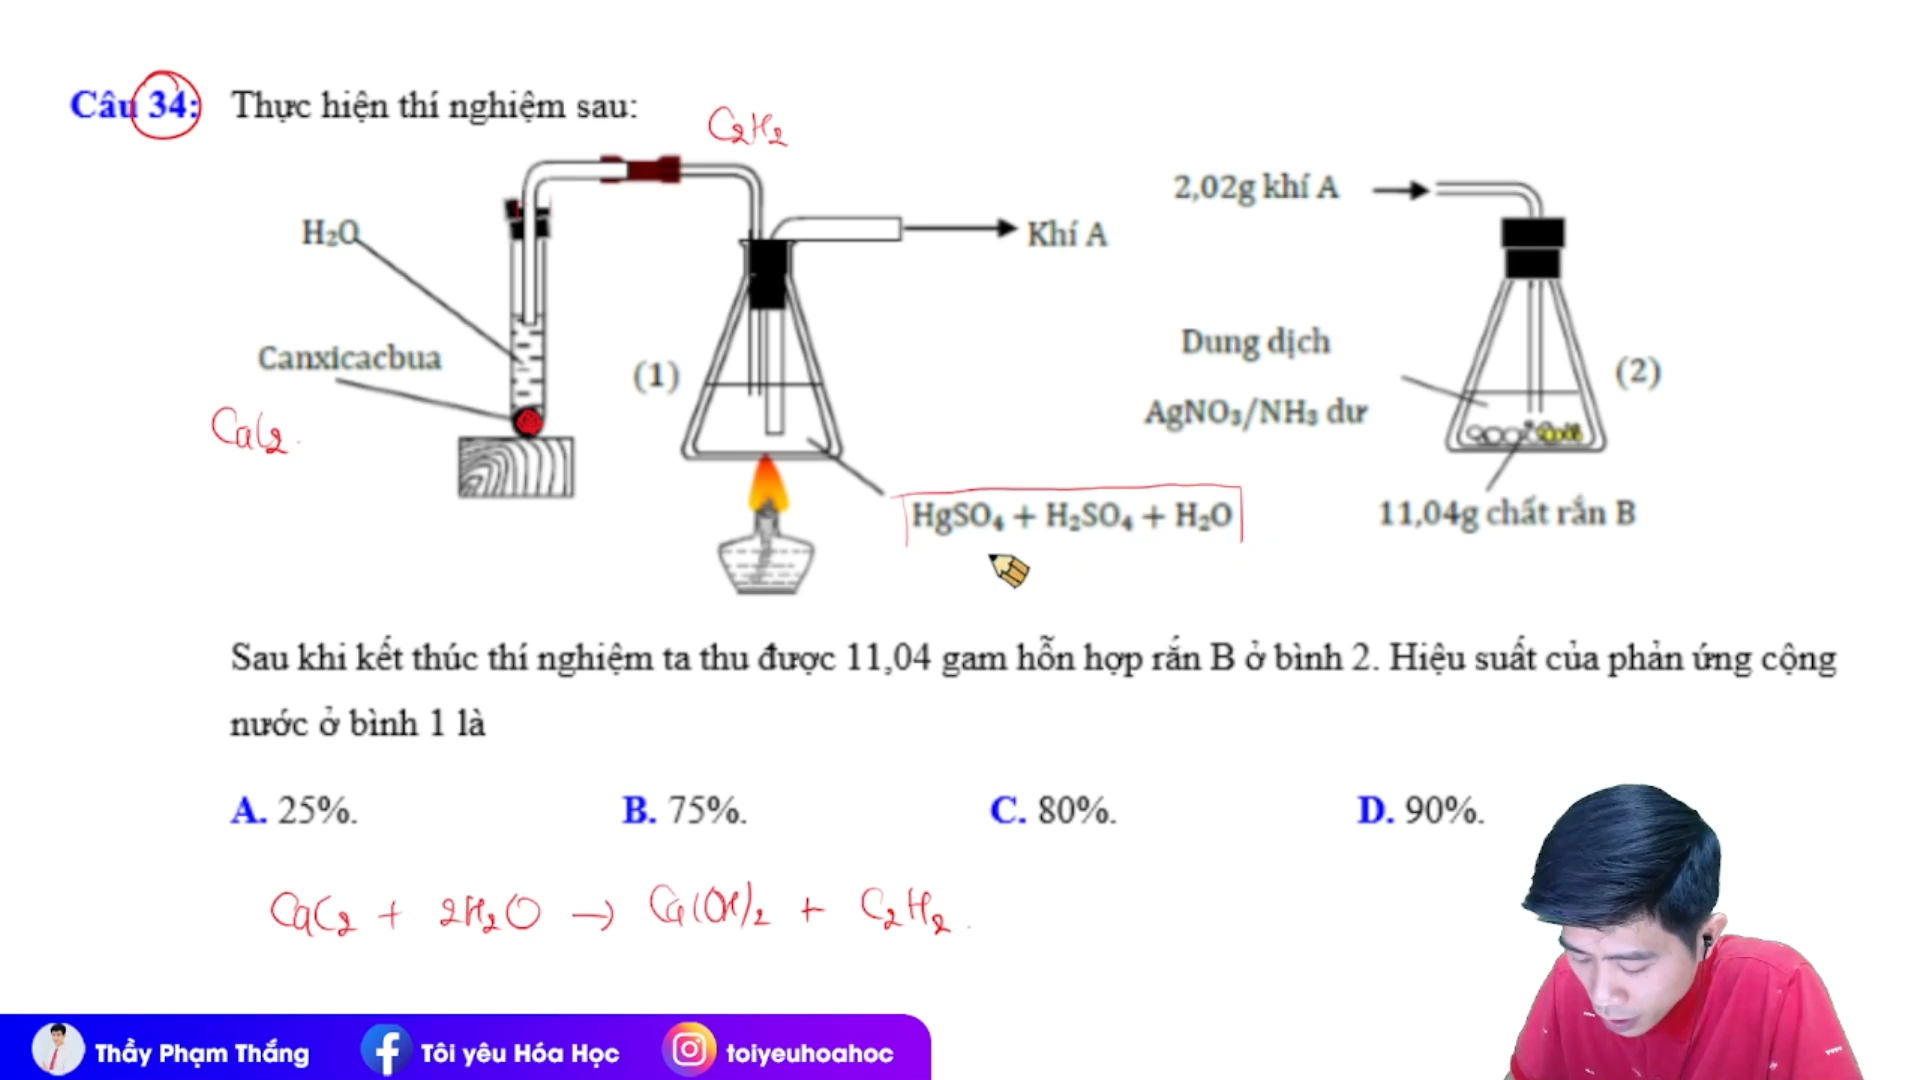 Câu 34: Thực hiện thí nghiệm sau:
C2H2
H₂O
Canxicacbua
CaC2
(1)
Khí A
HgSO₄ + H₂SO₄ + H₂O
2,02g khí A
Dung dịch
AgNO₃/NH₃ dư
(2)
11,04g chất rắn B
Sau khi kết thúc thí nghiệm ta thu được 11,04 gam hỗn hợp rắn B ở bình 2. Hiệu suất của phản ứng cộng
nước ở bình 1 là
A. 25%. B. 75%. C. 80%. D. 90%.
CaC2 + 2H2O → Ca(OH)2 + C2H2.
Thầy Phạm Thắng Tôi yêu Hóa Học toiyeuhoahoc